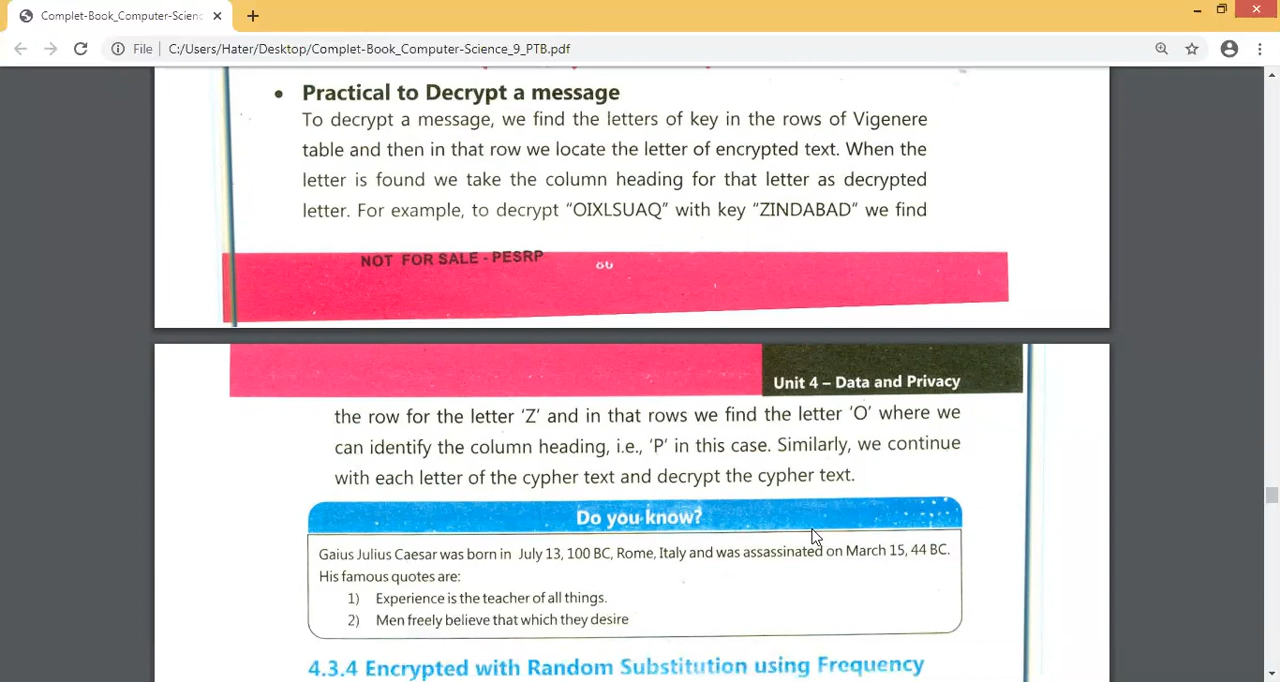 Complet-Book_Computer-Scienc
File C:/Users/Hater/Desktop/Complet-Book_Computer-Science_9_PTB.pdf
• Practical to Decrypt a message
To decrypt a message, we find the letters of key in the rows of Vigenere
table and then in that row we locate the letter of encrypted text. When the
letter is found we take the column heading for that letter as decrypted
letter. For example, to decrypt “OIXLSUAQ” with key “ZINDABAD” we find
NOT FOR SALE - PESRP
Unit 4 – Data and Privacy
the row for the letter ‘Z’ and in that rows we find the letter ‘O’ where we
can identify the column heading, i.e., ‘P’ in this case. Similarly, we continue
with each letter of the cypher text and decrypt the cypher text.
Do you know?
Gaius Julius Caesar was born in July 13, 100 BC, Rome, Italy and was assassinated on March 15, 44 BC.
His famous quotes are:
1) Experience is the teacher of all things.
2) Men freely believe that which they desire
4.3.4 Encrypted with Random Substitution using Frequency